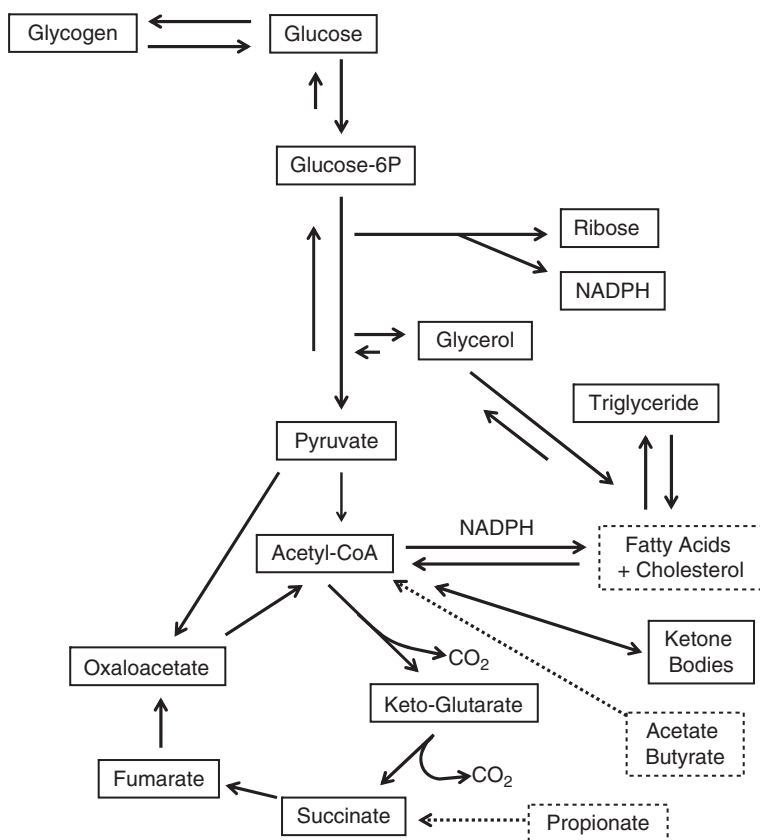 Glycogen
Glucose
Glucose-6P
Ribose
NADPH
Glycerol
Triglyceride
Pyruvate
NADPH
Acetyl-CoA
Fatty Acids
+ Cholesterol
Ketone
Bodies
CO2
Oxaloacetate
Keto-Glutarate
Acetate
Butyrate
CO2
Fumarate
Succinate
Propionate